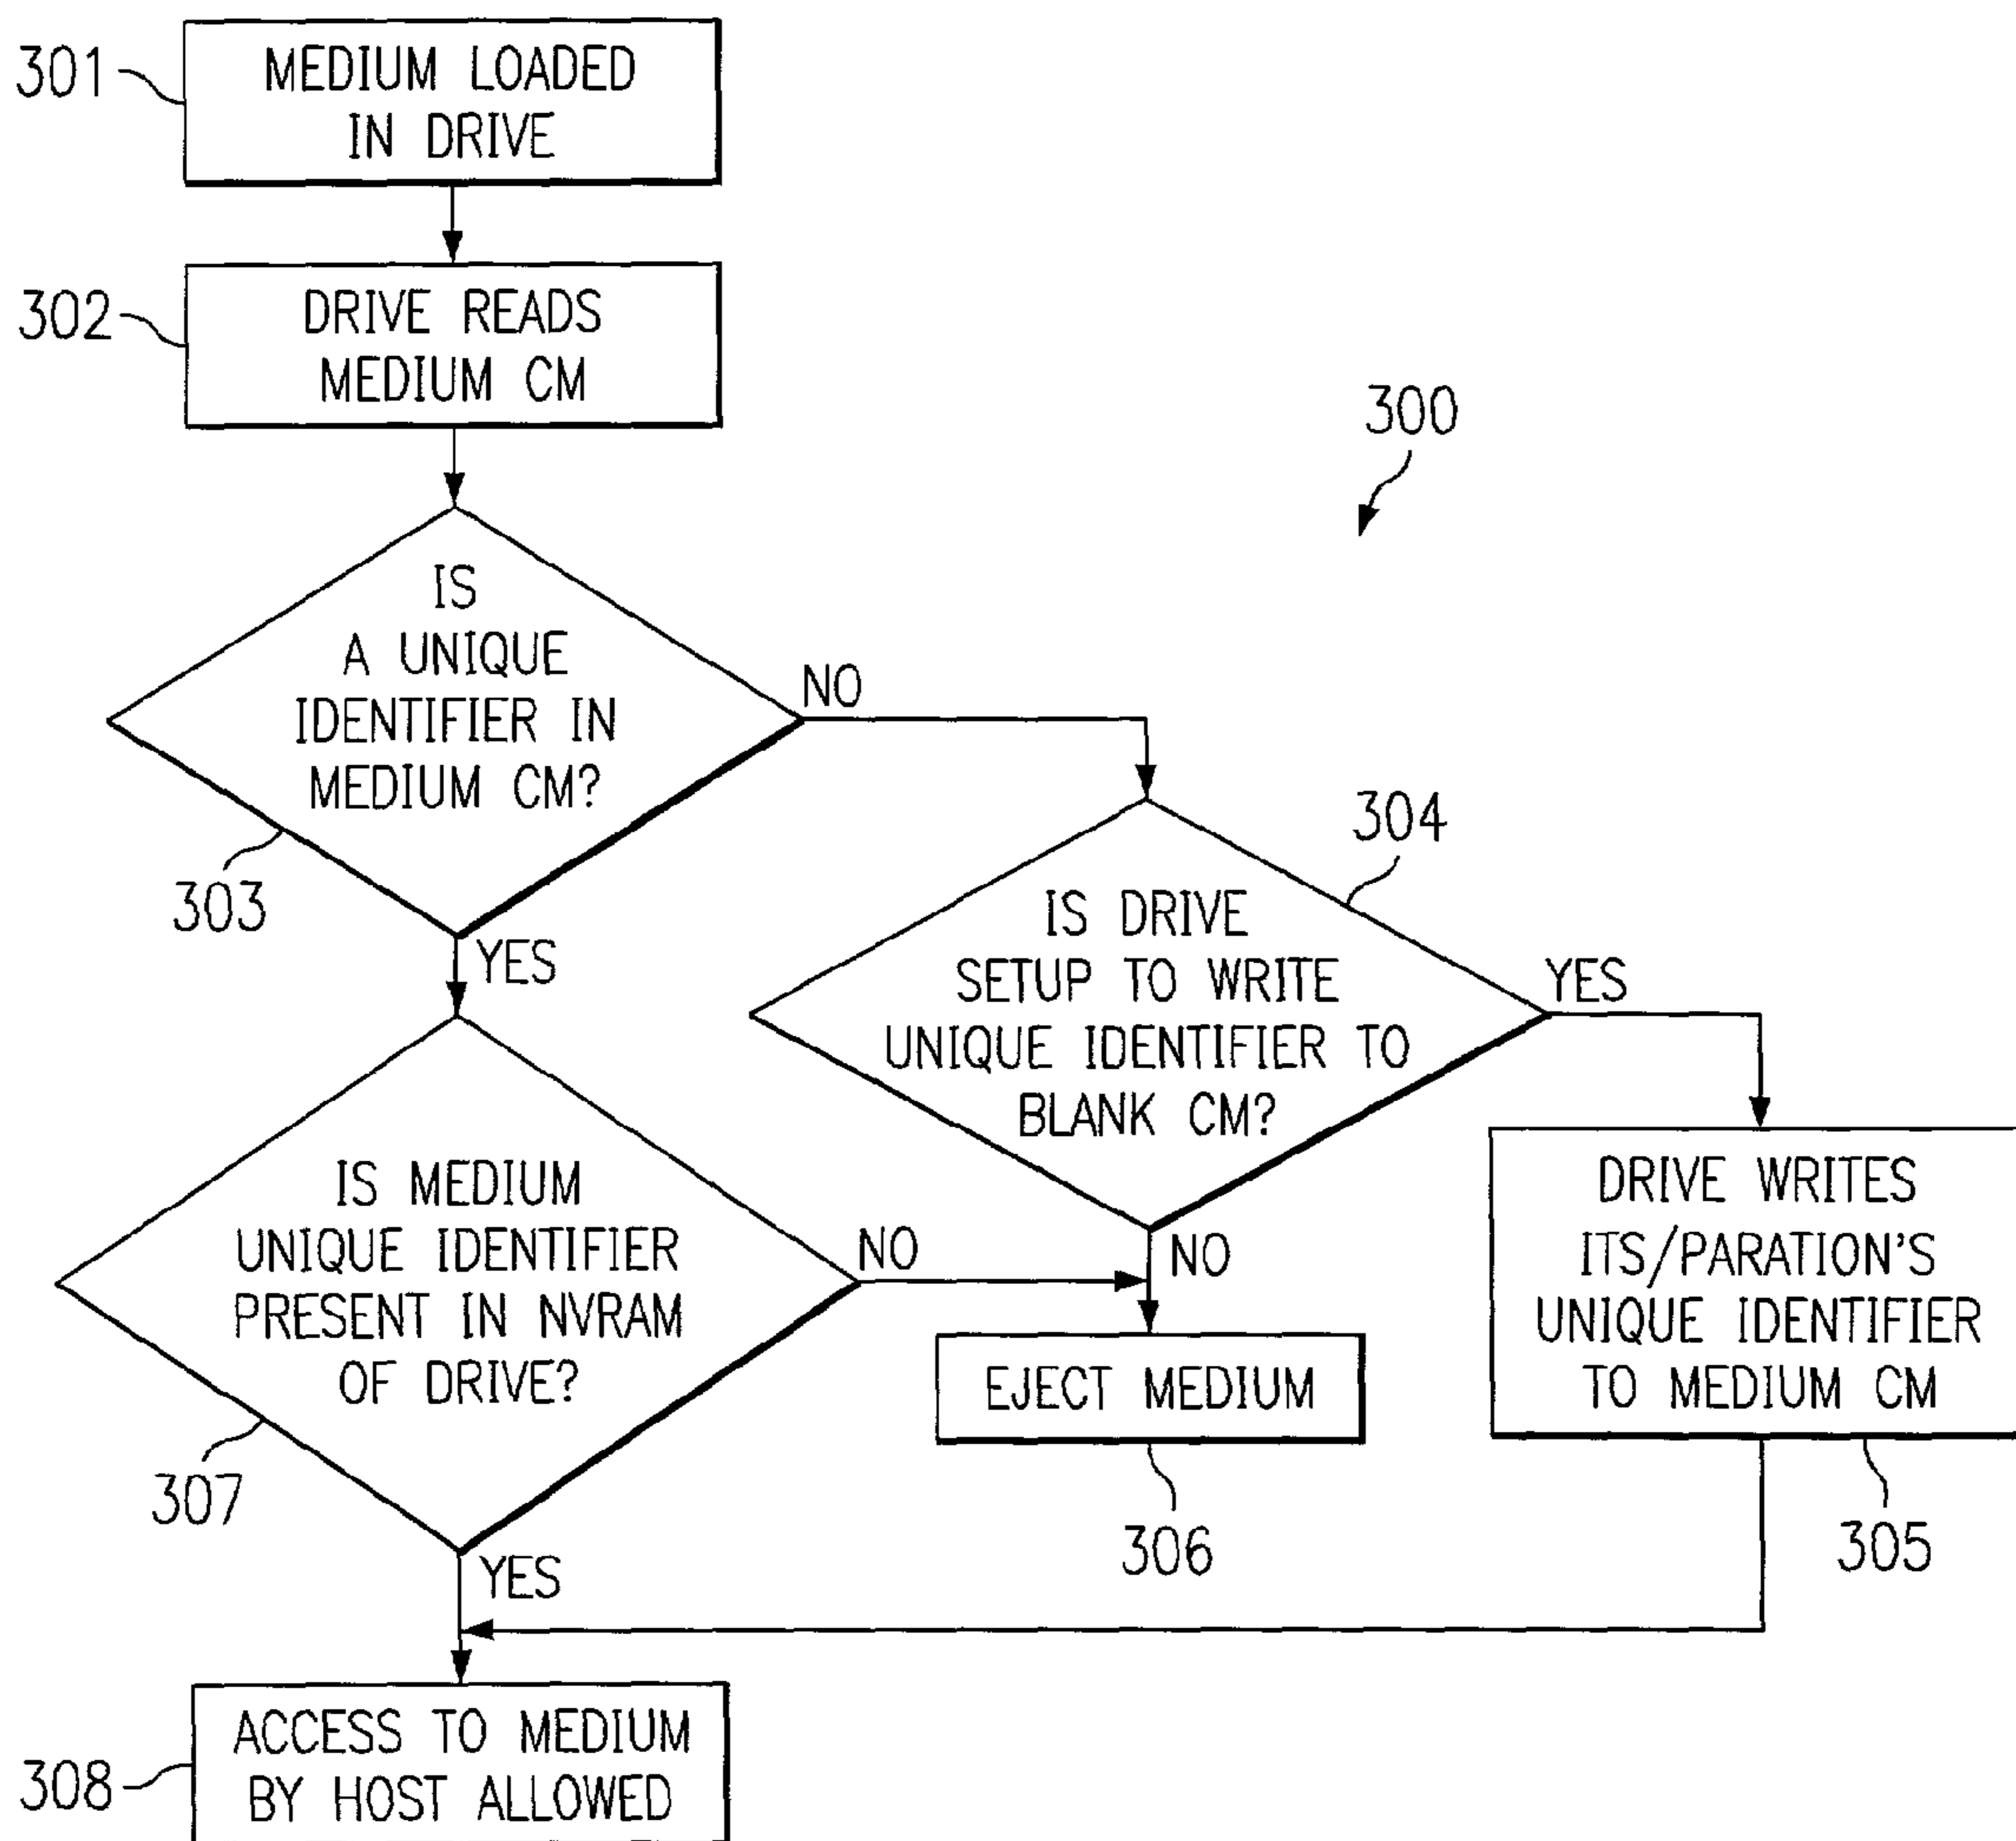 301
MEDIUM LOADED
IN DRIVE
302
DRIVE READS
MEDIUM CM
300
IS
A UNIQUE
IDENTIFIER IN
MEDIUM CM?
NO
303
YES
304
IS DRIVE
SETUP TO WRITE
UNIQUE IDENTIFIER TO
BLANK CM?
YES
NO
DRIVE WRITES
ITS/PARATION'S
UNIQUE IDENTIFIER
TO MEDIUM CM
305
IS MEDIUM
UNIQUE IDENTIFIER
PRESENT IN NVRAM
OF DRIVE?
NO
307
YES
EJECT MEDIUM
306
308
ACCESS TO MEDIUM
BY HOST ALLOWED